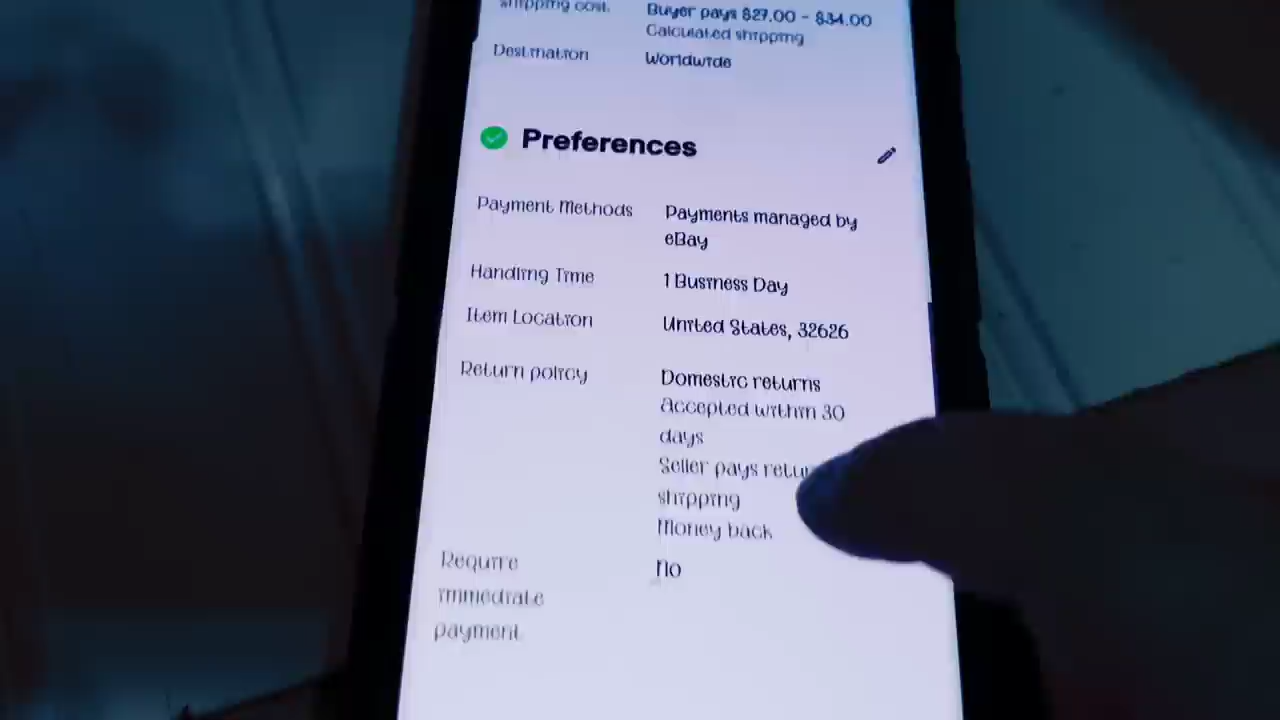 Shipping cost Buyer pays $27.00 - $34.00
Calculated shipping
Destination Worldwide
Preferences
Payment Methods Payments managed by
eBay
Handling Time 1 Business Day
Item Location United States, 32626
Return policy Domestic returns
Accepted within 30
days
Seller pays retu
shipping
Money back
Require No
immediate
payment